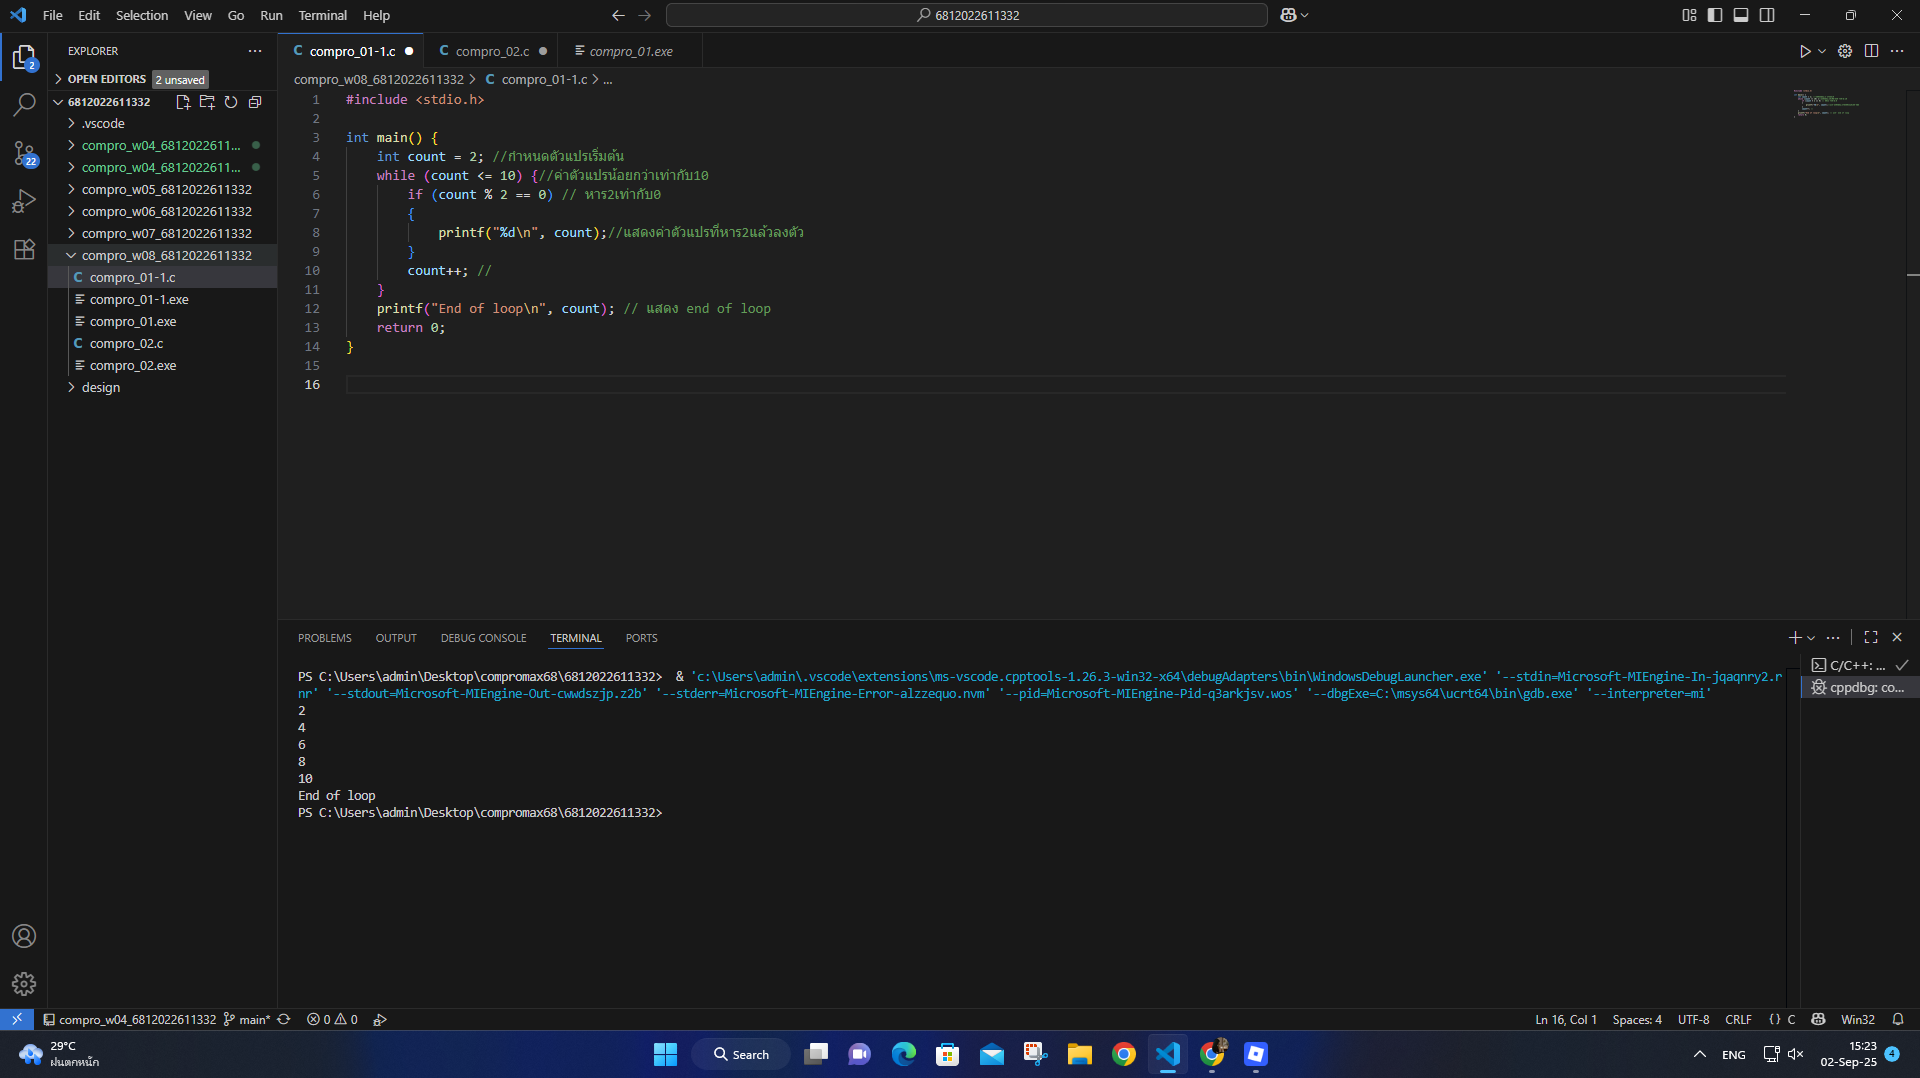 File Edit Selection View Go Run Terminal Help
6812022611332
EXPLORER
OPEN EDITORS 2 unsaved
6812022611332
.vscode
compro_w04_6812022611...
compro_w04_6812022611...
compro_w05_6812022611332
compro_w06_6812022611332
compro_w07_6812022611332
compro_w08_6812022611332
compro_01-1.c
compro_01-1.exe
compro_01.exe
compro_02.c
compro_02.exe
design
2
22
compro_01-1.c compro_02.c compro_01.exe
compro_w08_6812022611332 > compro_01-1.c > ...
1 #include <stdio.h>
2
3 int main() {
4 int count = 2; //กำหนดตัวแปรเริ่มต้น
5 while (count <= 10) {//ค่าตัวแปรน้อยกว่าเท่ากับ10
6 if (count % 2 == 0) // หาร2เท่ากับ0
7 {
8 printf("%d\n", count);//แสดงค่าตัวแปรที่หาร2แล้วลงตัว
9 }
10 count++; //
11 }
12 printf("End of loop\n", count); // แสดง end of loop
13 return 0;
14 }
15
16
PROBLEMS OUTPUT DEBUG CONSOLE TERMINAL PORTS
PS C:\Users\admin\Desktop\compromax68\6812022611332> & 'c:\Users\admin\.vscode\extensions\ms-vscode.cpptools-1.26.3-win32-x64\debugAdapters\bin\WindowsDebugLauncher.exe' '--stdin=Microsoft-MIEngine-In-jqaqnry2.r
nr' '--stdout=Microsoft-MIEngine-Out-cwwdszjp.z2b' '--stderr=Microsoft-MIEngine-Error-alzzequo.nvm' '--pid=Microsoft-MIEngine-Pid-q3arkjsv.wos' '--dbgExe=C:\msys64\ucrt64\bin\gdb.exe' '--interpreter=mi'
2
4
6
8
10
End of loop
PS C:\Users\admin\Desktop\compromax68\6812022611332>
C/C++: ...
cppdbg: co...
compro_w04_6812022611332 main* 0 0
Ln 16, Col 1 Spaces: 4 UTF-8 CRLF {} C Win32
29°C
ฝนตกหนัก
Search
ENG
15:23
02-Sep-25
4